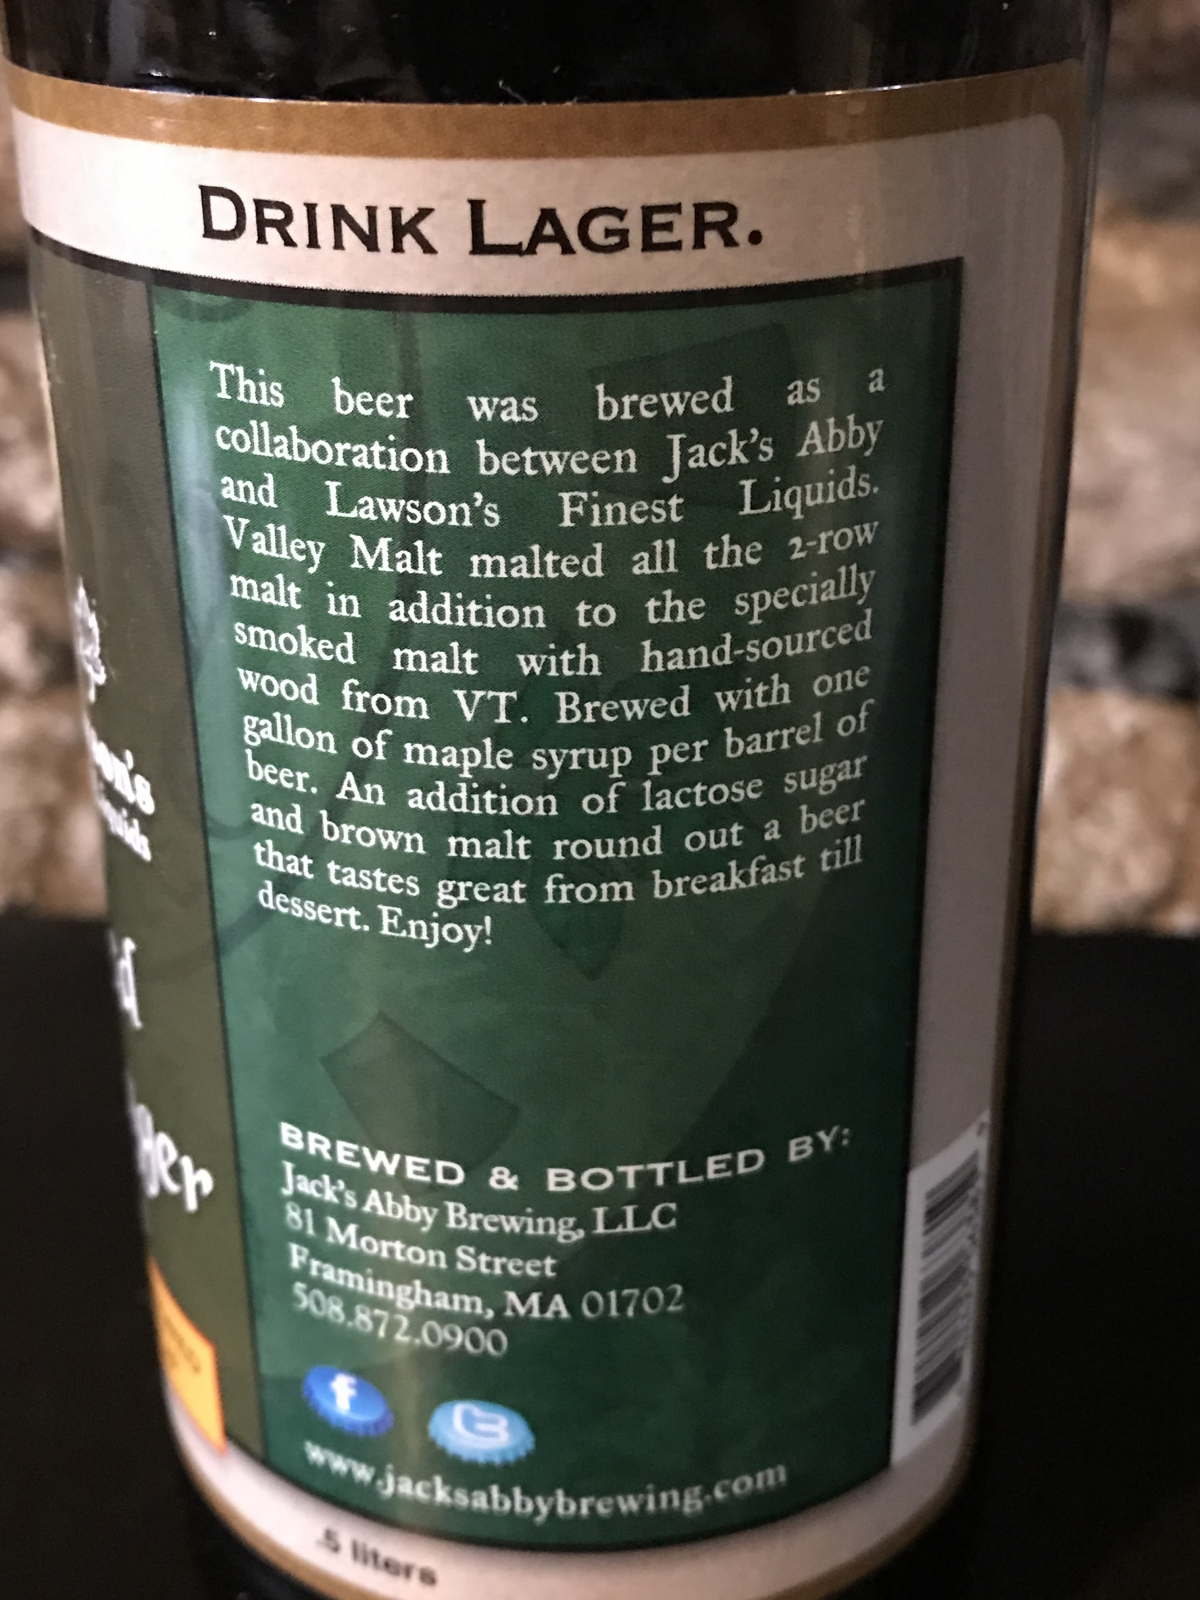 DRINK LAGER.
This beer was brewed as a
collaboration between Jack's Abby
and Lawson's Finest Liquids.
Valley Malt malted all the 2-row
malt in addition to the specially
smoked malt with hand-sourced
wood from VT. Brewed with one
gallon of maple syrup per barrel of
beer. An addition of lactose sugar
and brown malt round out a beer
that tastes great from breakfast till
dessert. Enjoy!
BREWED & BOTTLED BY:
Jack's Abby Brewing, LLC
81 Morton Street
Framingham, MA 01702
508.872.0900
www.jacksabbybrewing.com
.5 liters